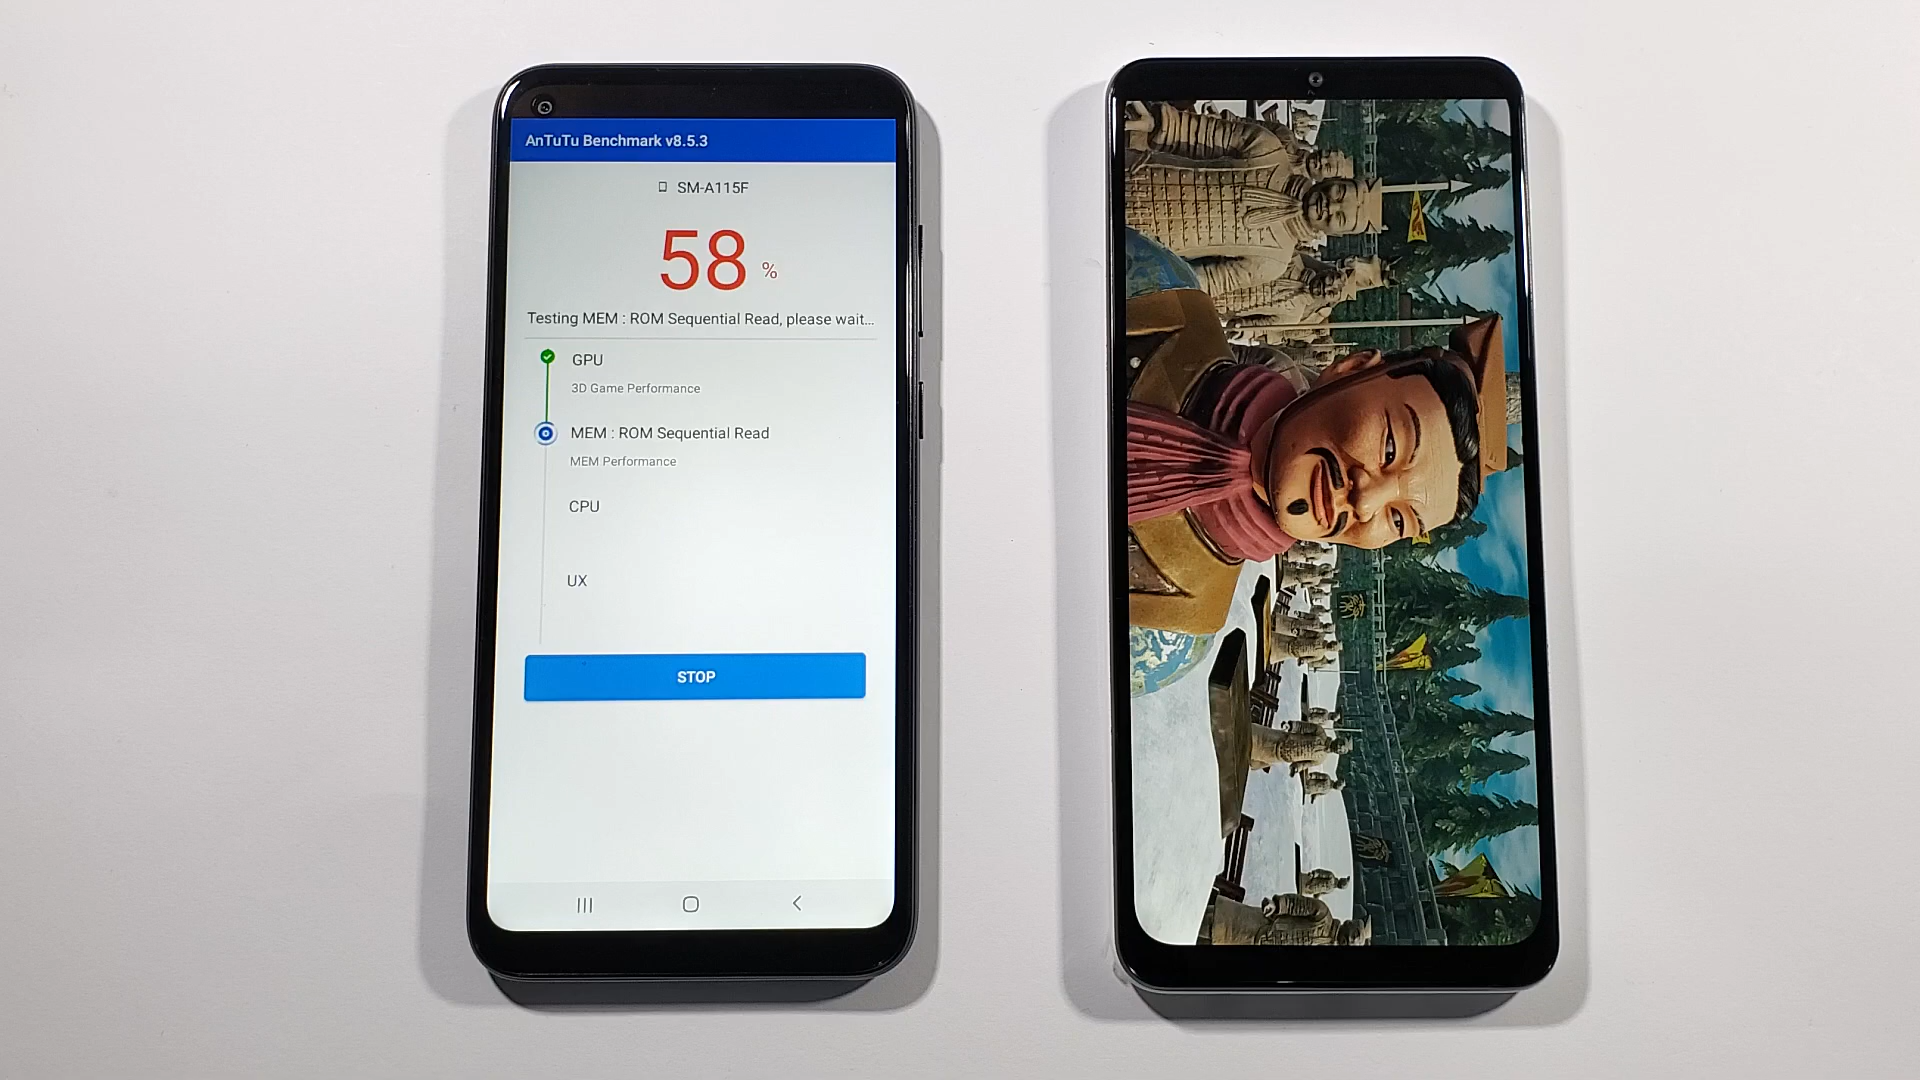 AnTuTu Benchmark v8.5.3
SM-A115F
58 %
Testing MEM : ROM Sequential Read, please wait...
GPU
3D Game Performance
MEM : ROM Sequential Read
MEM Performance
CPU
UX
STOP